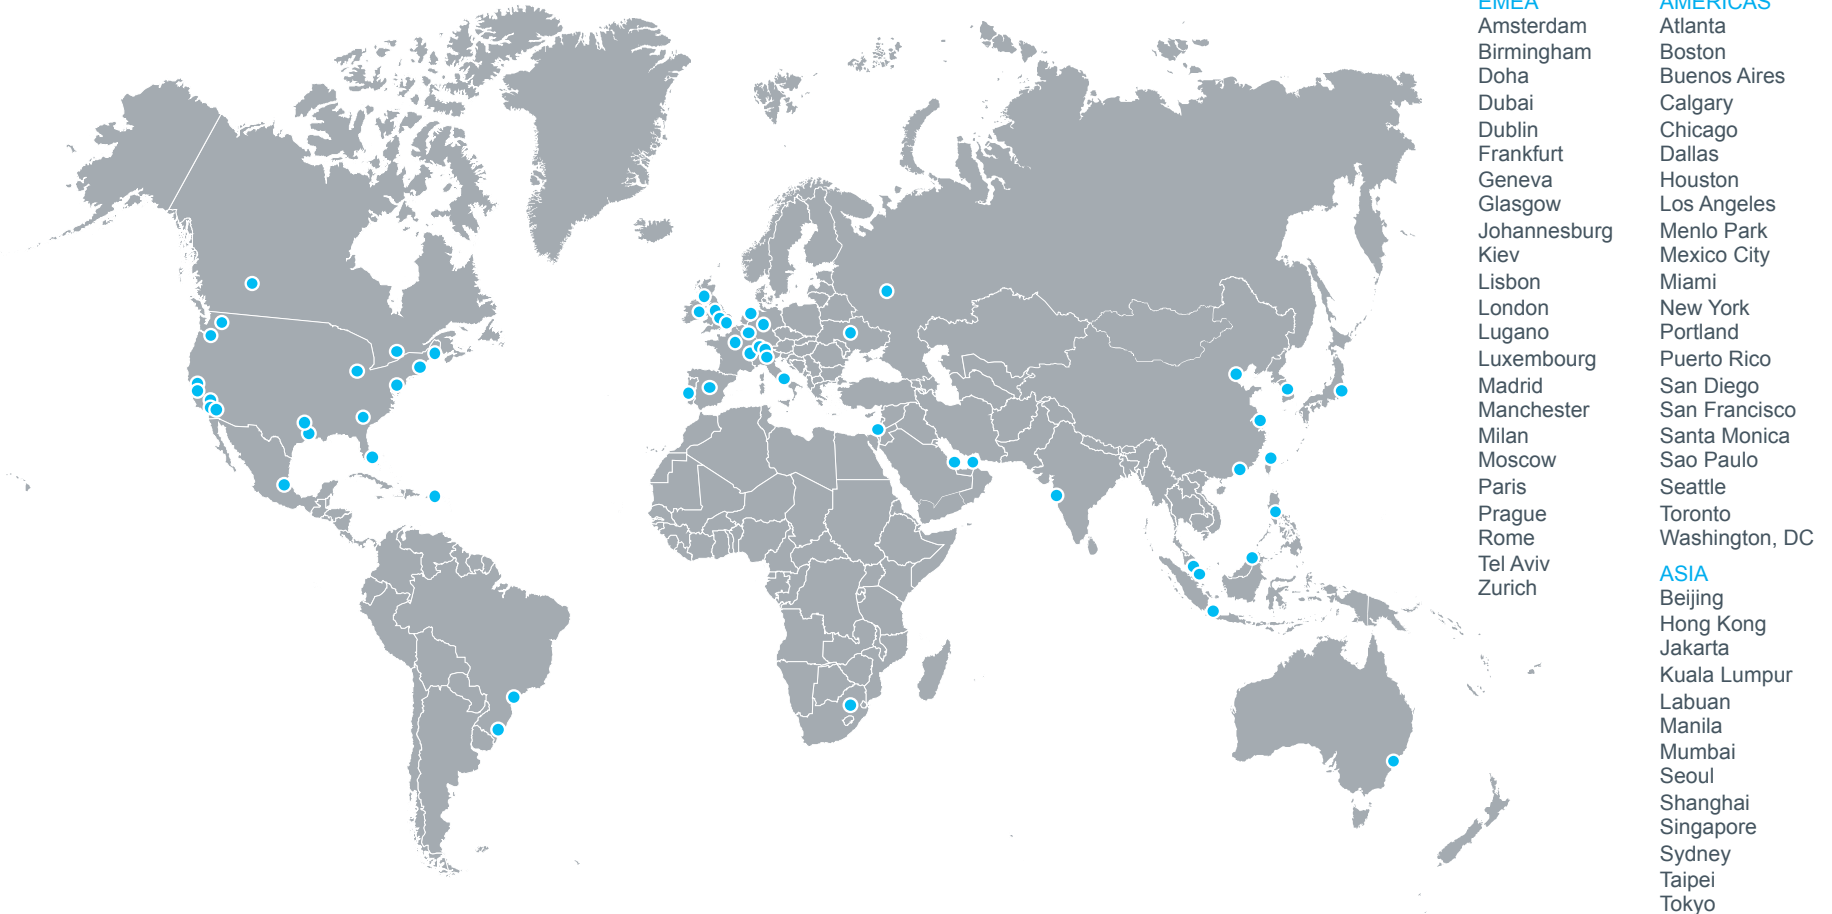 EMEA
Amsterdam
Birmingham
Doha
Dubai
Dublin
Frankfurt
Geneva
Glasgow
Johannesburg
Kiev
Lisbon
London
Lugano
Luxembourg
Madrid
Manchester
Milan
Moscow
Paris
Prague
Rome
Tel Aviv
Zurich
AMERICAS
Atlanta
Boston
Buenos Aires
Calgary
Chicago
Dallas
Houston
Los Angeles
Menlo Park
Mexico City
Miami
New York
Portland
Puerto Rico
San Diego
San Francisco
Santa Monica
Sao Paulo
Seattle
Toronto
Washington, DC
ASIA
Beijing
Hong Kong
Jakarta
Kuala Lumpur
Labuan
Manila
Mumbai
Seoul
Shanghai
Singapore
Sydney
Taipei
Tokyo